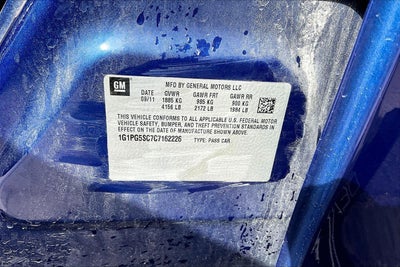 GM
MFD BY GENERAL MOTORS LLC
DATE GVWR GAWR FRT GAWR RR
09/11 1885 KG 985 KG 900 KG
4156 LB 2172 LB 1984 LB
THIS VEHICLE CONFORMS TO ALL APPLICABLE U.S. FEDERAL MOTOR
VEHICLE SAFETY, BUMPER, AND THEFT PREVENTION STANDARDS
IN EFFECT ON THE DATE OF MANUFACTURE SHOWN ABOVE.
1G1PG5SC7C7162226 TYPE: PASS CAR